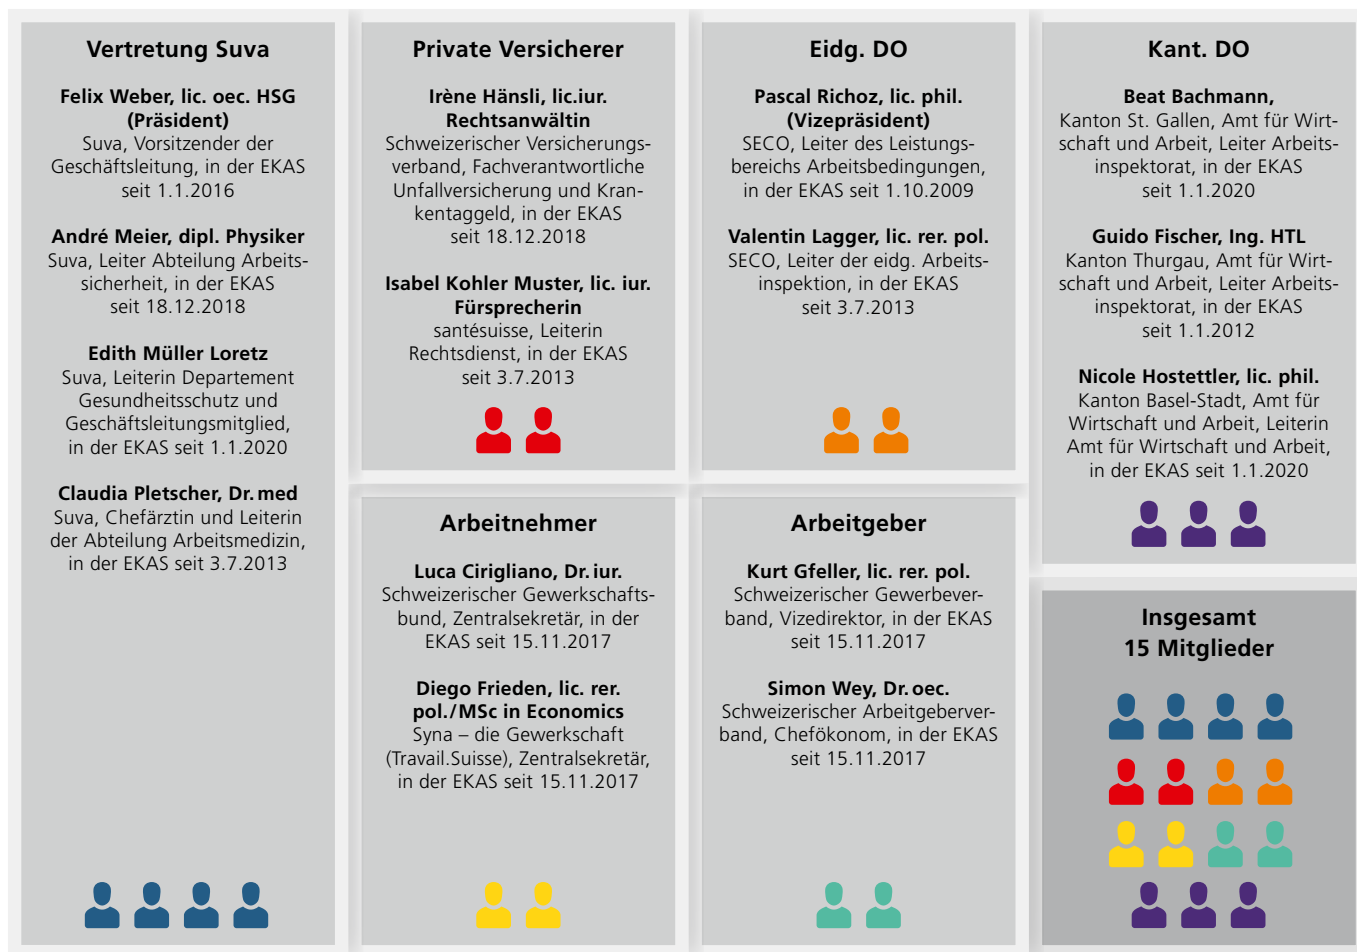 Vertretung Suva
Felix Weber, lic. oec. HSG
(Präsident)
Suva, Vorsitzender der
Geschäftsleitung, in der EKAS
seit 1.1.2016
André Meier, dipl. Physiker
Suva, Leiter Abteilung Arbeits-
sicherheit, in der EKAS
seit 18.12.2018
Edith Müller Loretz
Suva, Leiterin Departement
Gesundheitsschutz und
Geschäftsleitungsmitglied,
in der EKAS seit 1.1.2020
Claudia Pletscher, Dr. med
Suva, Chefärztin und Leiterin
der Abteilung Arbeitsmedizin,
in der EKAS seit 3.7.2013
Private Versicherer
Irène Hänsli, lic.iur.
Rechtsanwältin
Schweizerischer Versicherungs-
verband, Fachverantwortliche
Unfallversicherung und Kran-
kentaggeld, in der EKAS
seit 18.12.2018
Isabel Kohler Muster, lic. iur.
Fürsprecherin
santésuisse, Leiterin
Rechtsdienst, in der EKAS
seit 3.7.2013
Eidg. DO
Pascal Richoz, lic. phil.
(Vizepräsident)
SECO, Leiter des Leistungs-
bereichs Arbeitsbedingungen,
in der EKAS seit 1.10.2009
Valentin Lagger, lic. rer. pol.
SECO, Leiter der eidg. Arbeits-
inspektion, in der EKAS
seit 3.7.2013
Kant. DO
Beat Bachmann,
Kanton St. Gallen, Amt für Wirt-
schaft und Arbeit, Leiter Arbeits-
inspektorat, in der EKAS
seit 1.1.2020
Guido Fischer, Ing. HTL
Kanton Thurgau, Amt für Wirt-
schaft und Arbeit, Leiter Arbeits-
inspektorat, in der EKAS
seit 1.1.2012
Nicole Hostettler, lic. phil.
Kanton Basel-Stadt, Amt für
Wirtschaft und Arbeit, Leiterin
Amt für Wirtschaft und Arbeit,
in der EKAS seit 1.1.2020
Arbeitnehmer
Luca Cirigliano, Dr. iur.
Schweizerischer Gewerkschafts-
bund, Zentralsekretär, in der
EKAS seit 15.11.2017
Diego Frieden, lic. rer.
pol./MSc in Economics
Syna – die Gewerkschaft
(Travail.Suisse), Zentralsekretär,
in der EKAS seit 15.11.2017
Arbeitgeber
Kurt Gfeller, lic. rer. pol.
Schweizerischer Gewerbever-
band, Vizedirektor, in der EKAS
seit 15.11.2017
Simon Wey, Dr. oec.
Schweizerischer Arbeitgeberver-
band, Chefökonom, in der EKAS
seit 15.11.2017
Insgesamt
15 Mitglieder